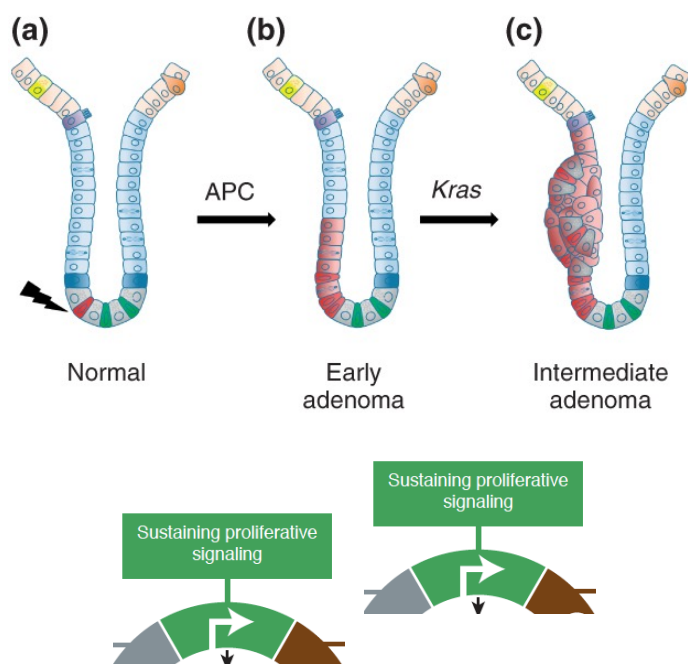 (a)
(b)
(c)
APC
Kras
Normal
Early
adenoma
Intermediate
adenoma
Sustaining proliferative
signaling
Sustaining proliferative
signaling